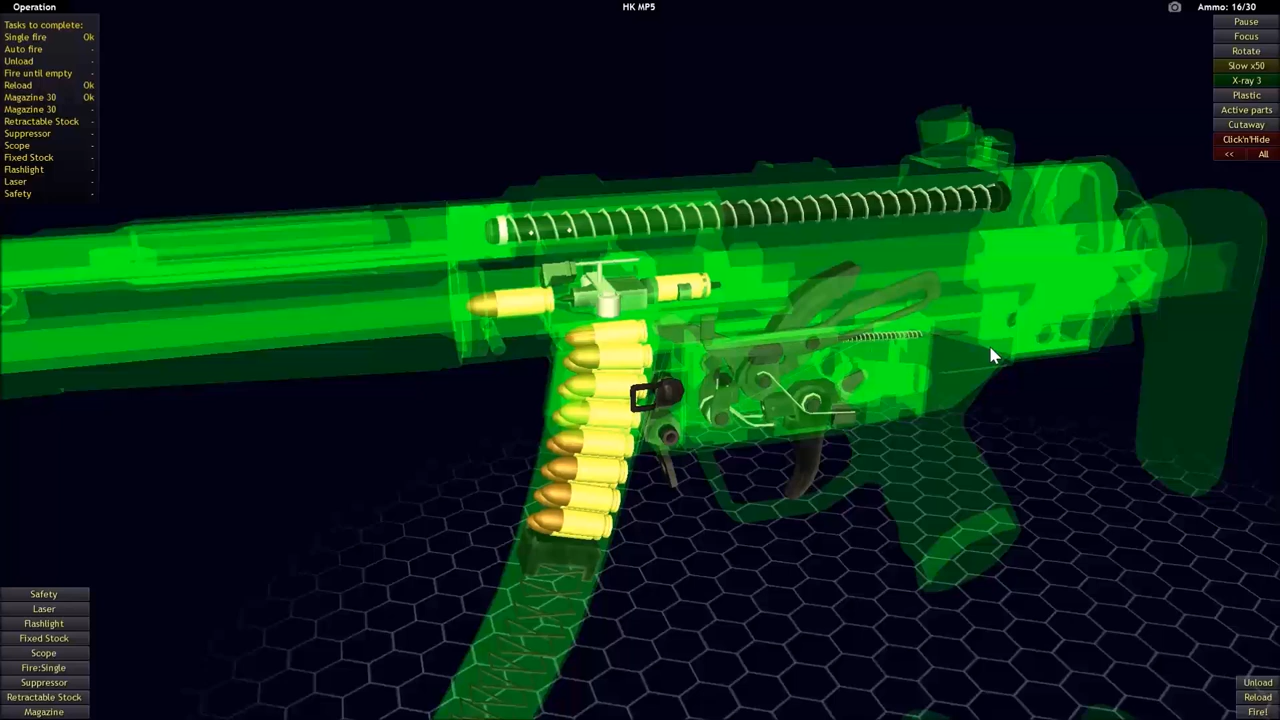 Operation
HK MP5
Ammo: 16/30
Tasks to complete:
Single fire Ok
Auto fire -
Unload -
Fire until empty -
Reload Ok
Magazine 30 Ok
Magazine 30 -
Retractable Stock -
Suppressor -
Scope -
Fixed Stock -
Flashlight -
Laser -
Safety -
Pause
Focus
Rotate
Slow x50
X-ray 3
Plastic
Active parts
Cutaway
Click'n'Hide
<< All
Safety
Laser
Flashlight
Fixed Stock
Scope
Fire:Single
Suppressor
Retractable Stock
Magazine
Unload
Reload
Fire!